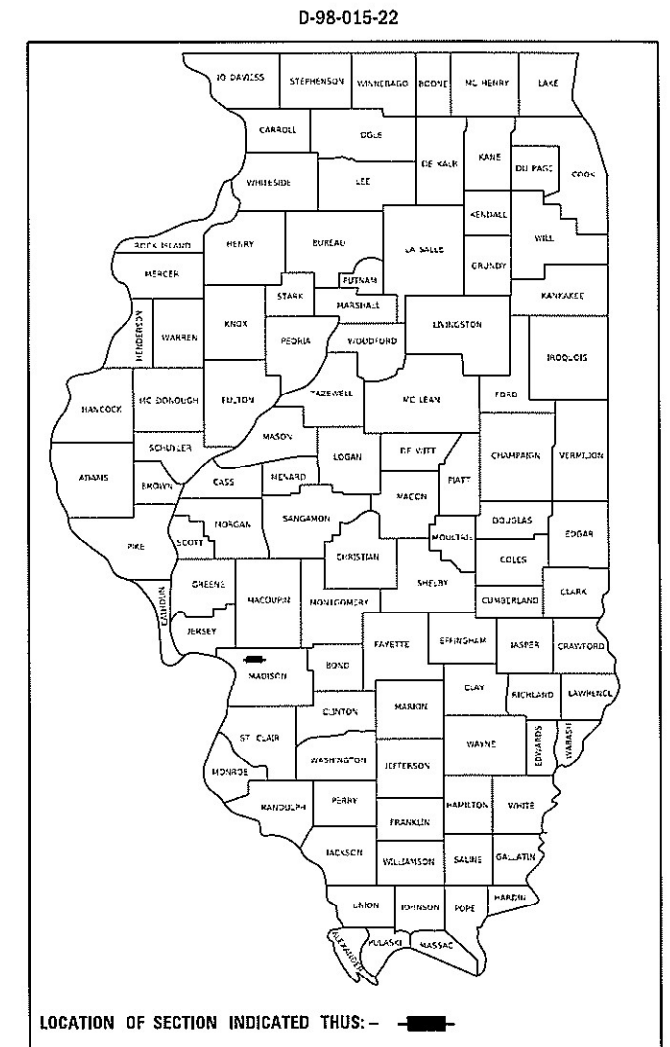 D-98-015-22
JO DAVIESS STEPHENSON WINNEBAGO BOONE MC HENRY LAKE
CARROLL OGLE DE KALB KANE DU PAGE COOK
WHITESIDE LEE
KENDALL
ROCK ISLAND HENRY BUREAU LA SALLE WILL
MERCER PUTNAM GRUNDY
STARK MARSHALL KANKAKEE
HENDERSON WARREN KNOX PEORIA WOODFORD LIVINGSTON IROQUOIS
HANCOCK MC DONOUGH FULTON TAZEWELL MC LEAN FORD
MASON
SCHUYLER LOGAN DE WITT CHAMPAIGN VERMILION
ADAMS BROWN CASS MENARD PIATT
MACON
PIKE SCOTT MORGAN SANGAMON DOUGLAS EDGAR
MOULTRIE
CHRISTIAN COLES
GREENE SHELBY
CALHOUN MACOUPIN MONTGOMERY CUMBERLAND CLARK
JERSEY FAYETTE EFFINGHAM JASPER CRAWFORD
MADISON BOND
CLAY RICHLAND LAWRENCE
CLINTON MARION
ST. CLAIR WAYNE EDWARDS WABASH
WASHINGTON JEFFERSON
MONROE
RANDOLPH PERRY HAMILTON WHITE
FRANKLIN
JACKSON WILLIAMSON SALINE GALLATIN
UNION JOHNSON POPE HARDIN
ALEXANDER PULASKI MASSAC
LOCATION OF SECTION INDICATED THUS: -